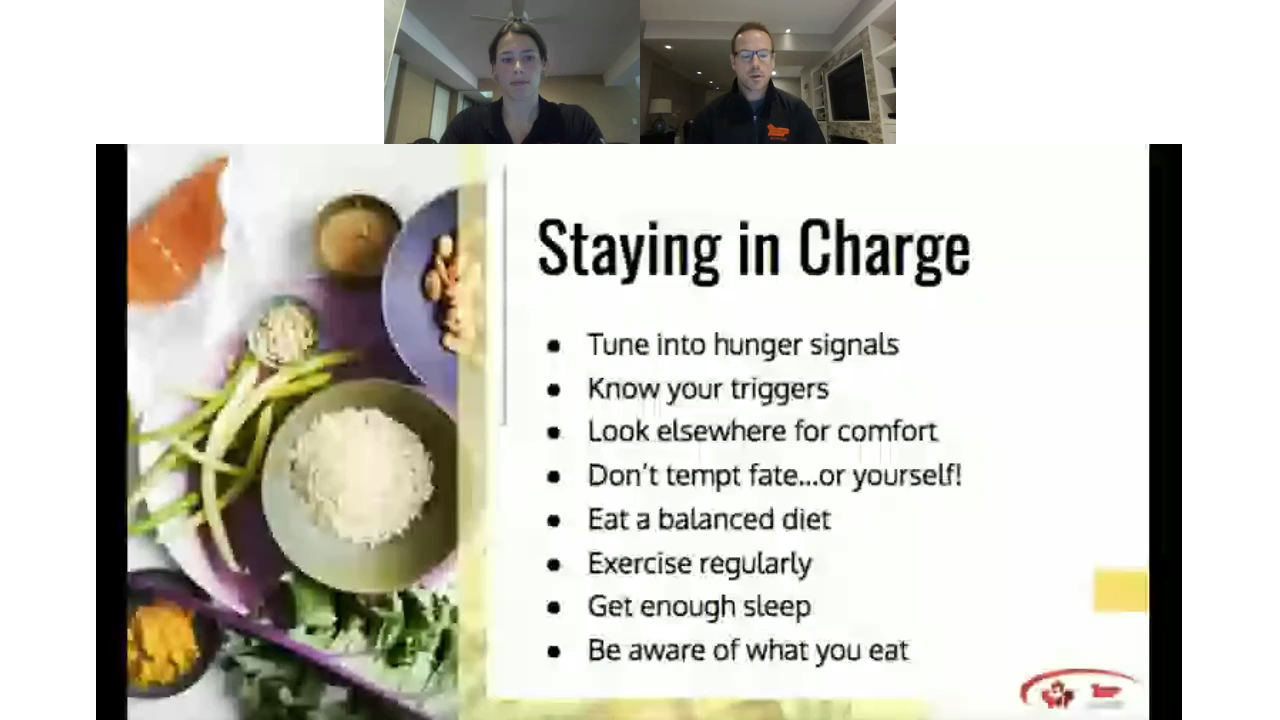 Staying in Charge
● Tune into hunger signals
● Know your triggers
● Look elsewhere for comfort
● Don't tempt fate...or yourself!
● Eat a balanced diet
● Exercise regularly
● Get enough sleep
● Be aware of what you eat